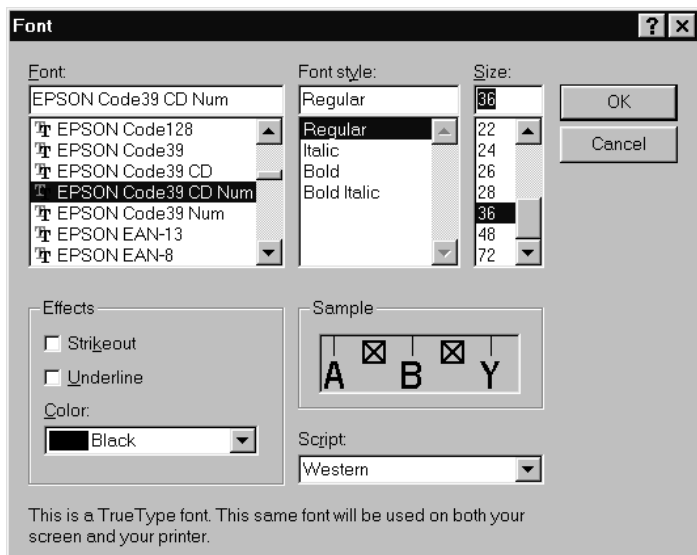 Font
Font:
EPSON Code39 CD Num
EPSON Code128
EPSON Code39
EPSON Code39 CD
EPSON Code39 CD Num
EPSON Code39 Num
EPSON EAN-13
EPSON EAN-8
Font style:
Regular
Regular
Italic
Bold
Bold Italic
Size:
36
22
24
26
28
36
48
72
OK
Cancel
Effects
Strikeout
Underline
Color:
Black
Sample
A B Y
Script:
Western
This is a TrueType font. This same font will be used on both your
screen and your printer.